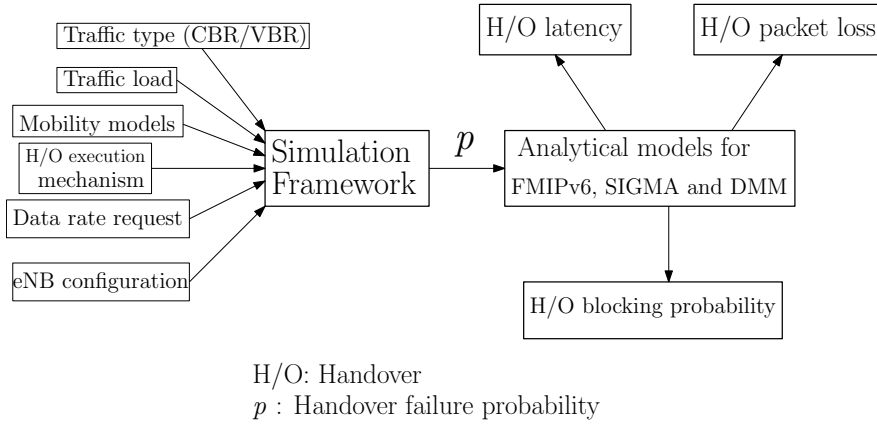 Traffic type (CBR/VBR)
Traffic load
Mobility models
H/O execution
mechanism
Data rate request
eNB configuration
Simulation
Framework
p
Analytical models for
FMIPv6, SIGMA and DMM
H/O latency
H/O packet loss
H/O blocking probability
H/O: Handover
p : Handover failure probability